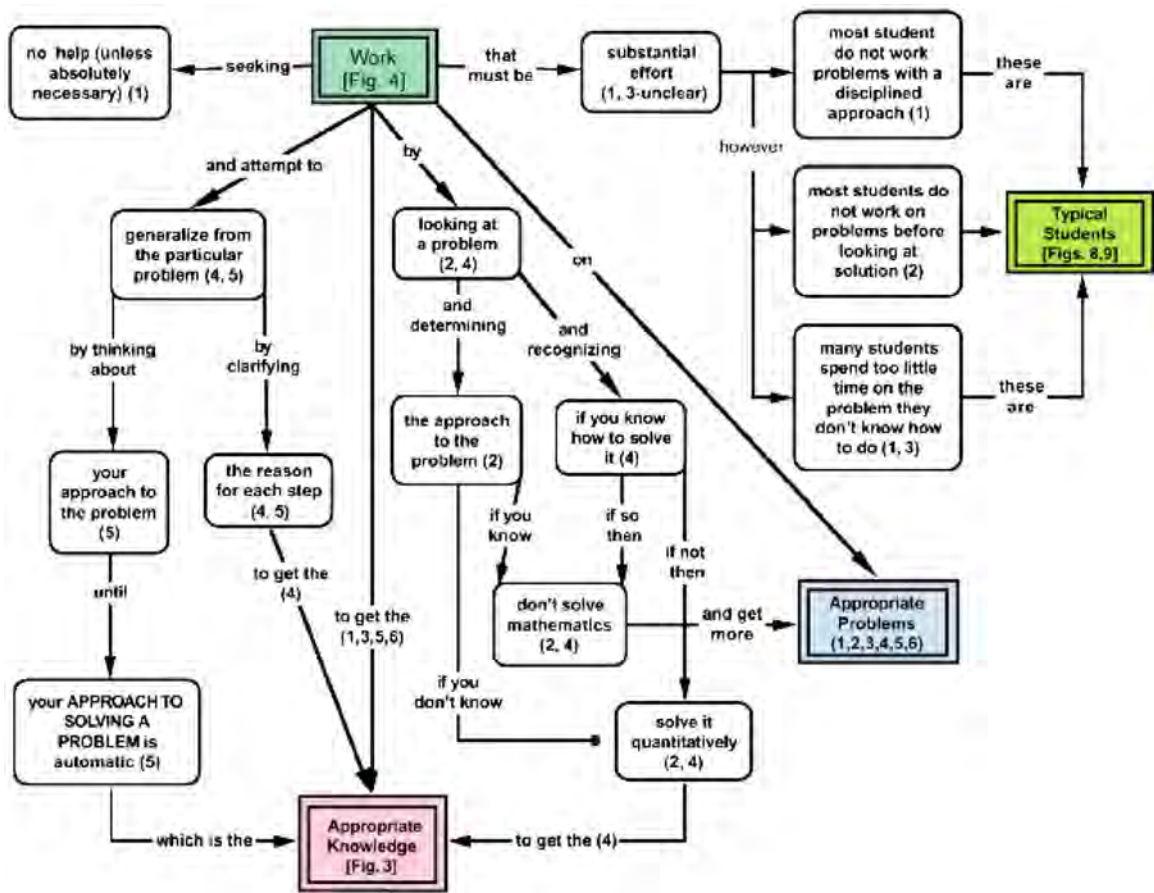 no help (unless
absolutely
necessary) (1)
seeking
Work
[Fig. 4]
that
must be
substantial
effort
(1, 3-unclear)
most student
do not work
problems with a
disciplined
approach (1)
these
are
however
and attempt to
by
most students do
not work on
problems before
looking at
solution (2)
Typical
Students
[Figs. 8,9]
generalize from
the particular
problem (4, 5)
looking at
a problem
(2, 4)
on
and
determining
and
recognizing
many students
spend too little
time on the
problem they
don't know how
to do (1, 3)
these
are
by thinking
about
by
clarifying
the approach
to the
problem (2)
if you know
how to solve
it (4)
your
approach to
the problem
(5)
the reason
for each step
(4, 5)
if you
know
if so
then
if not
then
until
to get the
(4)
to get the
(1,3,5,6)
don't solve
mathematics
(2, 4)
and get
more
Appropriate
Problems
(1,2,3,4,5,6)
your APPROACH TO
SOLVING A
PROBLEM is
automatic (5)
if you
don't know
solve it
quantitatively
(2, 4)
which is the
Appropriate
Knowledge
[Fig. 3]
to get the (4)